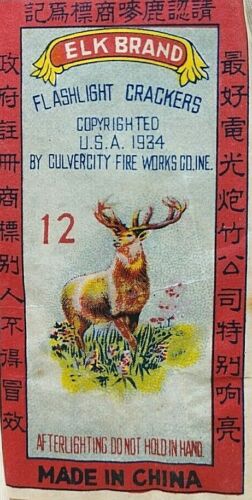 請認鹿嘜商標為記
最好電光炮竹公司特別响亮
政府註冊商標別人不得冒效
ELK BRAND
FLASHLIGHT CRACKERS
COPYRIGHTED
U.S.A. 1934
BY CULVERCITY FIRE WORKS CO.INE.
12
AFTERLIGHTING DO NOT HOLD IN HAND.
MADE IN CHINA